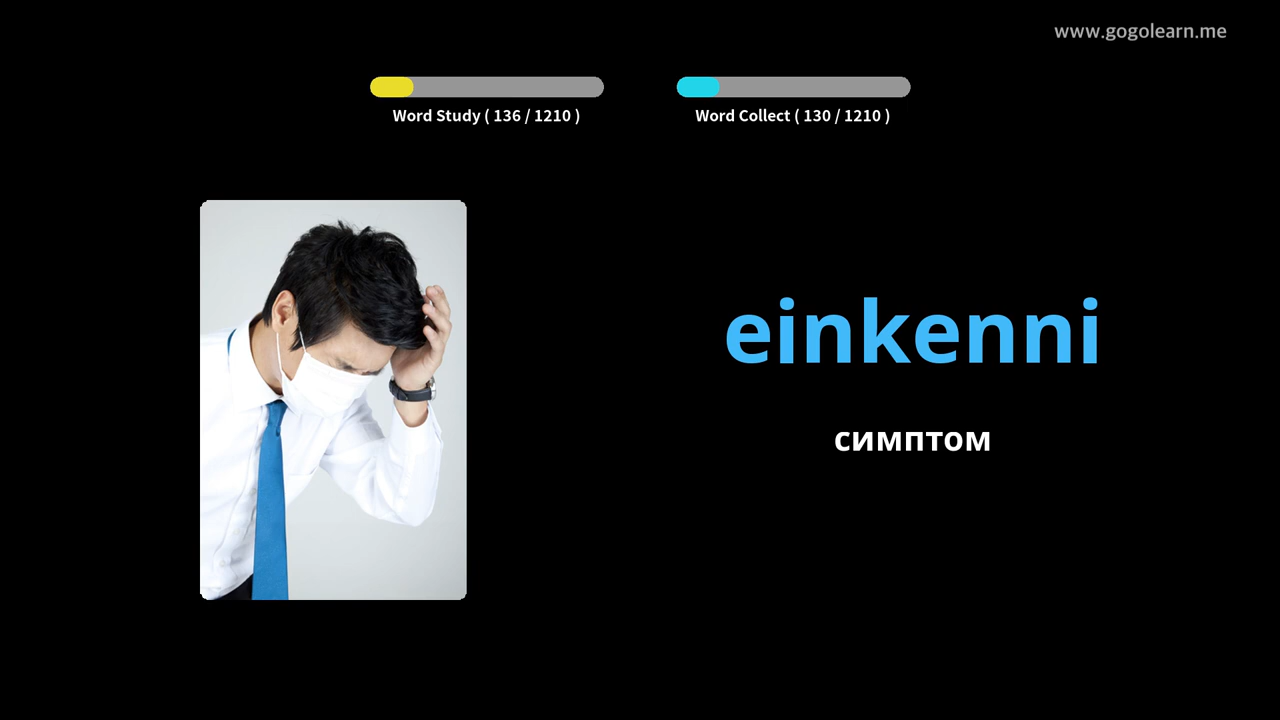 www.gogolearn.me
Word Study ( 136 / 1210 )
Word Collect ( 130 / 1210 )
einkenni
симптом